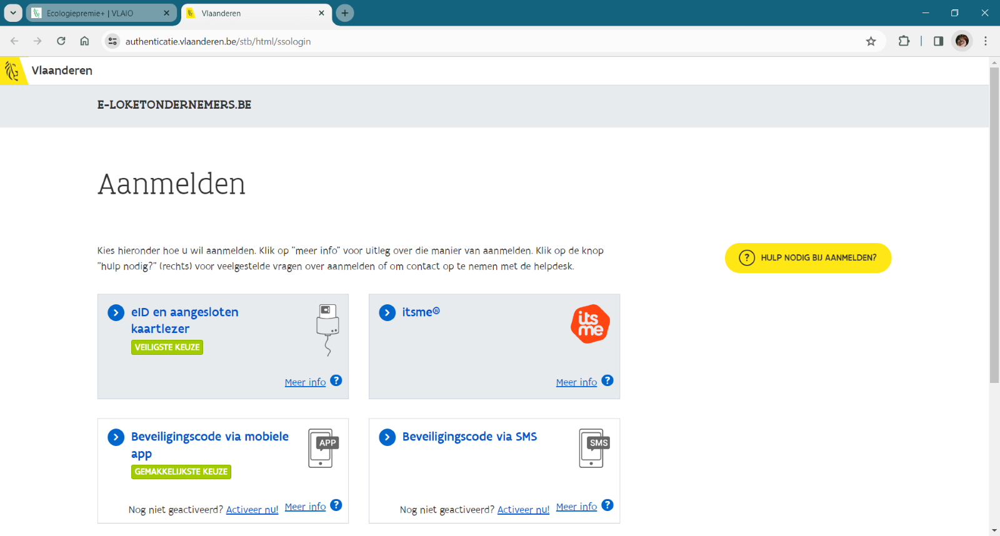 Ecologiepremie+ | VLAIO
Vlaanderen
authenticatie.vlaanderen.be/stb/html/ssologin
Vlaanderen
E-LOKETONDERNEMERS.BE
Aanmelden
Kies hieronder hoe u wil aanmelden. Klik op "meer info" voor uitleg over die manier van aanmelden. Klik op de knop
"hulp nodig?" (rechts) voor veelgestelde vragen over aanmelden of om contact op te nemen met de helpdesk.
? HULP NODIG BIJ AANMELDEN?
eID en aangesloten
kaartlezer
VEILIGSTE KEUZE
Meer info ?
itsme®
its
me
Meer info ?
Beveiligingscode via mobiele
app
APP
GEMAKKELIJKSTE KEUZE
Nog niet geactiveerd? Activeer nu! Meer info ?
Beveiligingscode via SMS
SMS
Nog niet geactiveerd? Activeer nu! Meer info ?